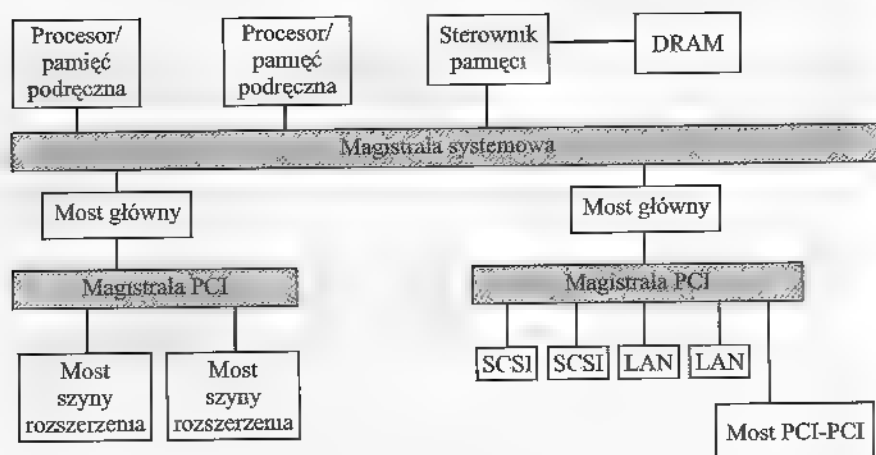 Procesor/
pamięć
podręczna
Procesor/
pamięć
podręczna
Sterownik
pamięci
DRAM
Magistrala systemowa
Most główny
Most główny
Magistrala PCI
Magistrala PCI
SCSI
SCSI
LAN
LAN
Most
szyny
rozszerzenia
Most
szyny
rozszerzenia
Most PCI-PCI